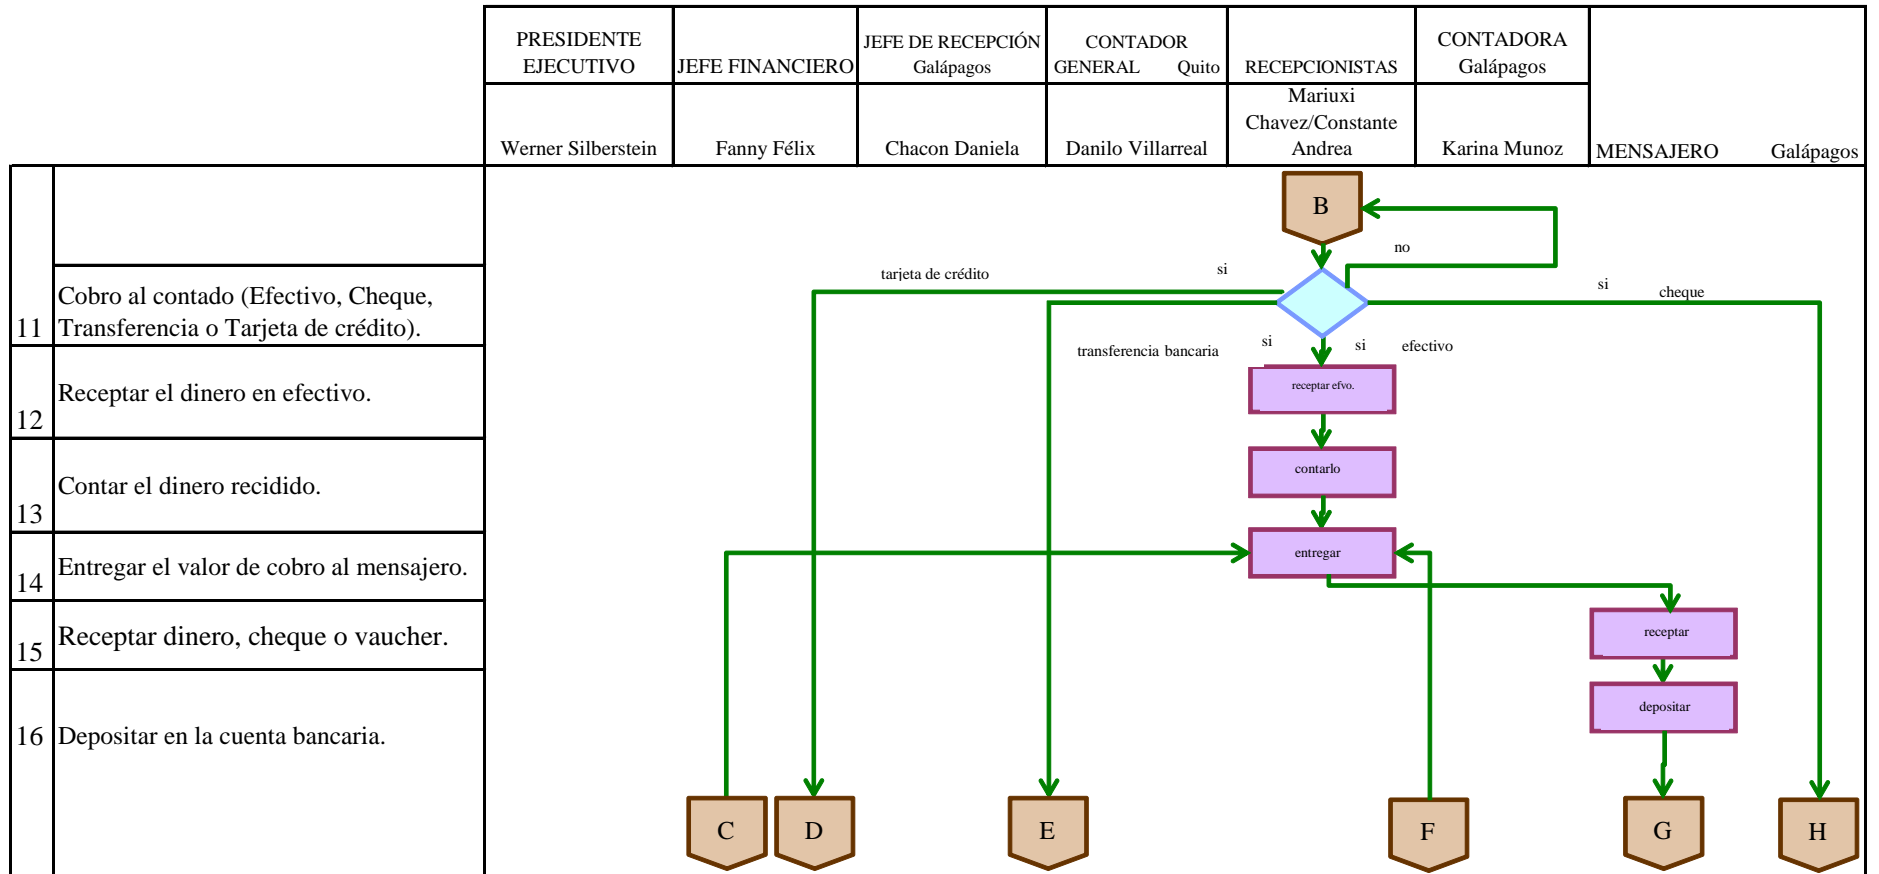 PRESIDENTE
EJECUTIVO
JEFE FINANCIERO
JEFE DE RECEPCIÓN
Galápagos
CONTADOR
GENERAL Quito
RECEPCIONISTAS
CONTADORA
Galápagos
Werner Silberstein
Fanny Félix
Chacon Daniela
Danilo Villarreal
Mariuxi
Chavez/Constante
Andrea
Karina Munoz
MENSAJERO Galápagos
B
no
tarjeta de crédito
si
si
cheque
11
Cobro al contado (Efectivo, Cheque,
Transferencia o Tarjeta de crédito).
transferencia bancaria
si
si
efectivo
12
Receptar el dinero en efectivo.
receptar efvo.
13
Contar el dinero recidido.
contarlo
14
Entregar el valor de cobro al mensajero.
entregar
15
Receptar dinero, cheque o vaucher.
receptar
16
Depositar en la cuenta bancaria.
depositar
C
D
E
F
G
H